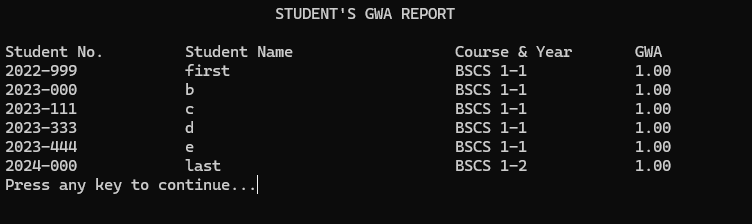 STUDENT'S GWA REPORT
Student No. Student Name Course & Year GWA
2022-999 first BSCS 1-1 1.00
2023-000 b BSCS 1-1 1.00
2023-111 c BSCS 1-1 1.00
2023-333 d BSCS 1-1 1.00
2023-444 e BSCS 1-1 1.00
2024-000 last BSCS 1-2 1.00
Press any key to continue...